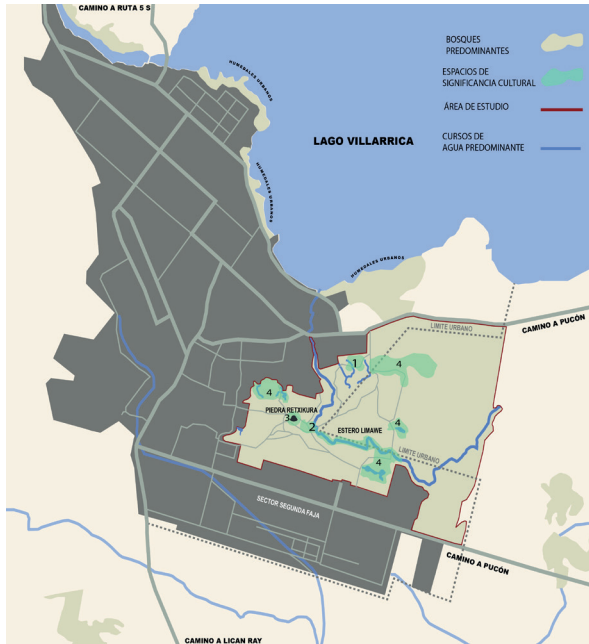 CAMINO A RUTA 5 S
BOSQUES
PREDOMINANTES
ESPACIOS DE
SIGNIFICANCIA CULTURAL
ÁREA DE ESTUDIO
CURSOS DE
AGUA PREDOMINANTE
HUMEDALES URBANOS
LAGO VILLARRICA
HUMEDALES URBANOS
HUMEDALES URBANOS
CAMINO A PUCÓN
LIMITE URBANO
1
4
4
PIEDRA RETXIKURA
3
2
ESTERO LIMAWE
4
4
LIMITE URBANO
SECTOR SEGUNDA FAJA
CAMINO A PUCÓN
CAMINO A LICAN RAY